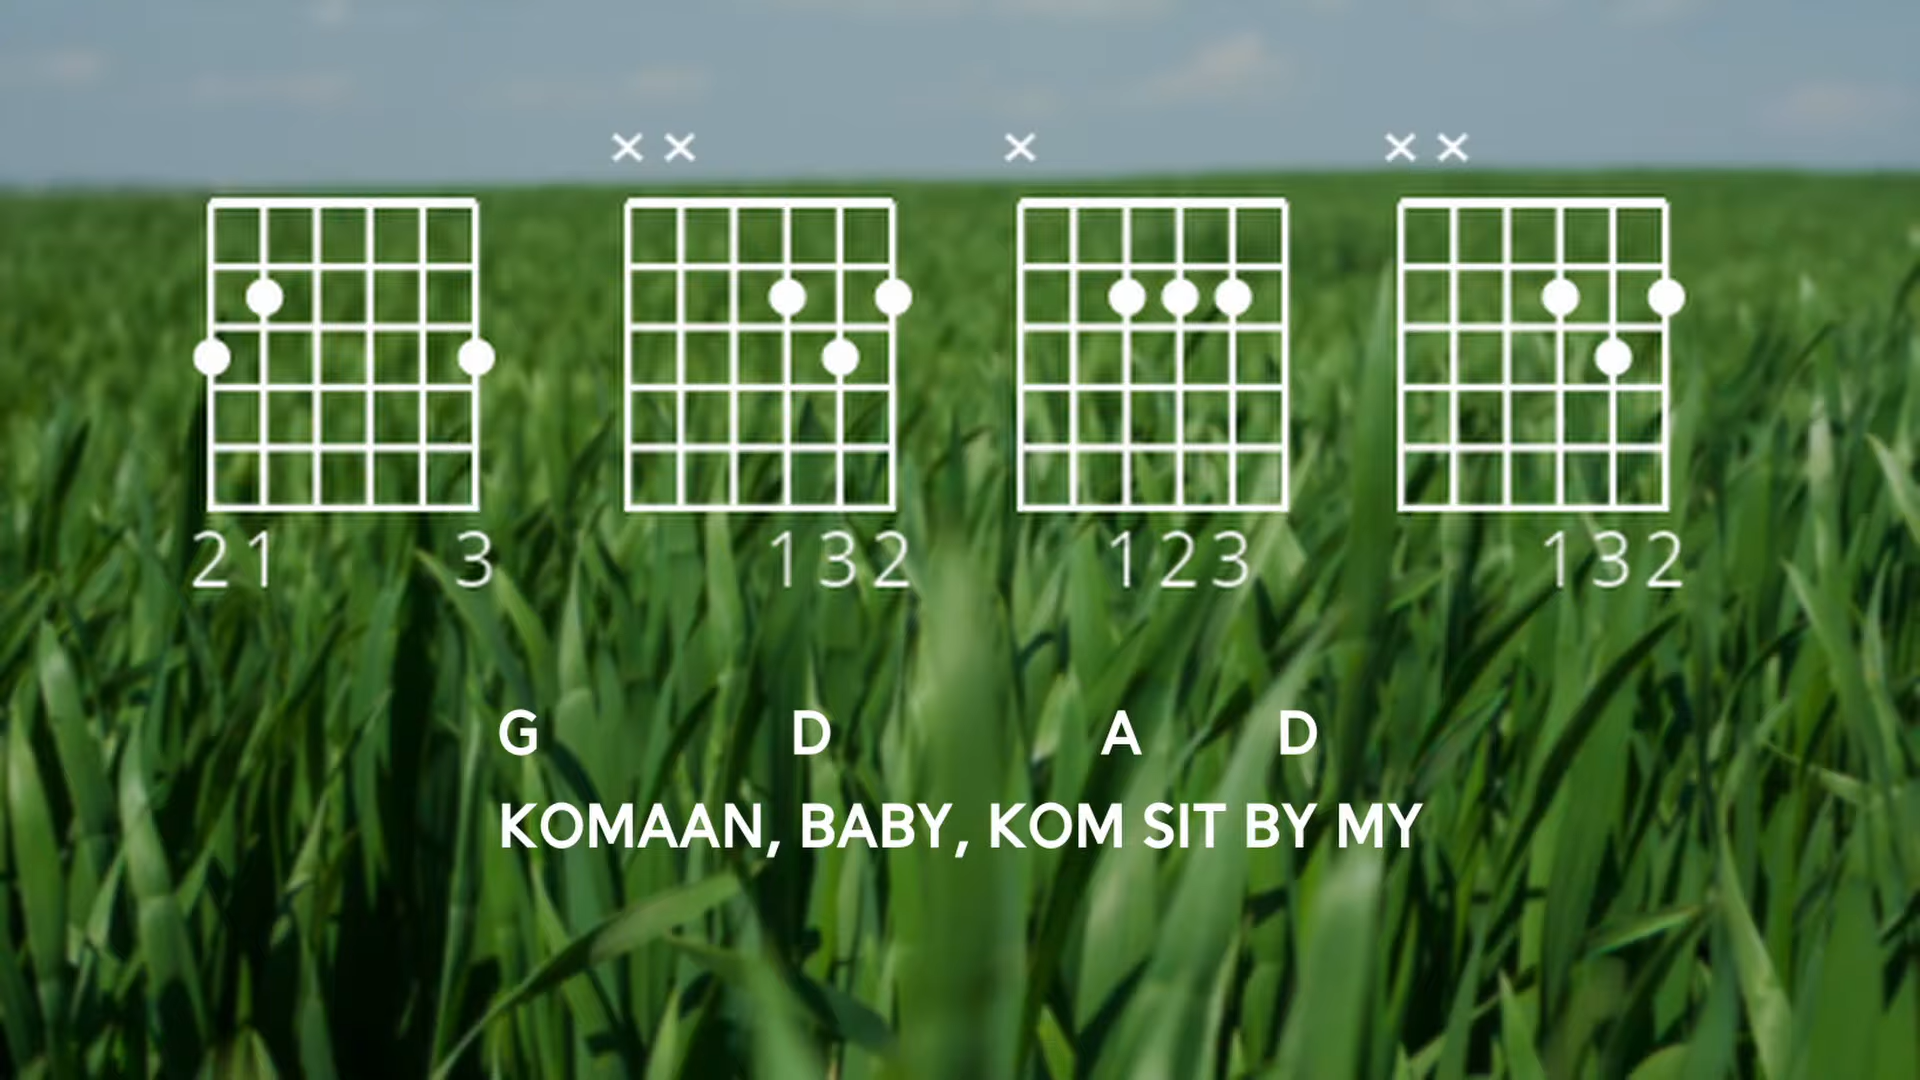 × × × × ×
21 3 132 123 132
G D A D
KOMAAN, BABY, KOM SIT BY MY